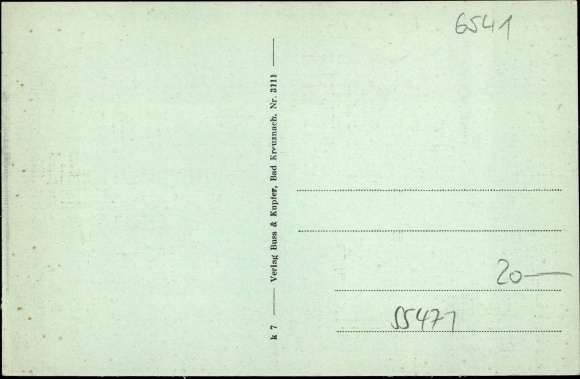 6541
k 7 —— Verlag Buss & Kupfer, Bad Kreuznach. Nr. 3111 ——
20—
55471